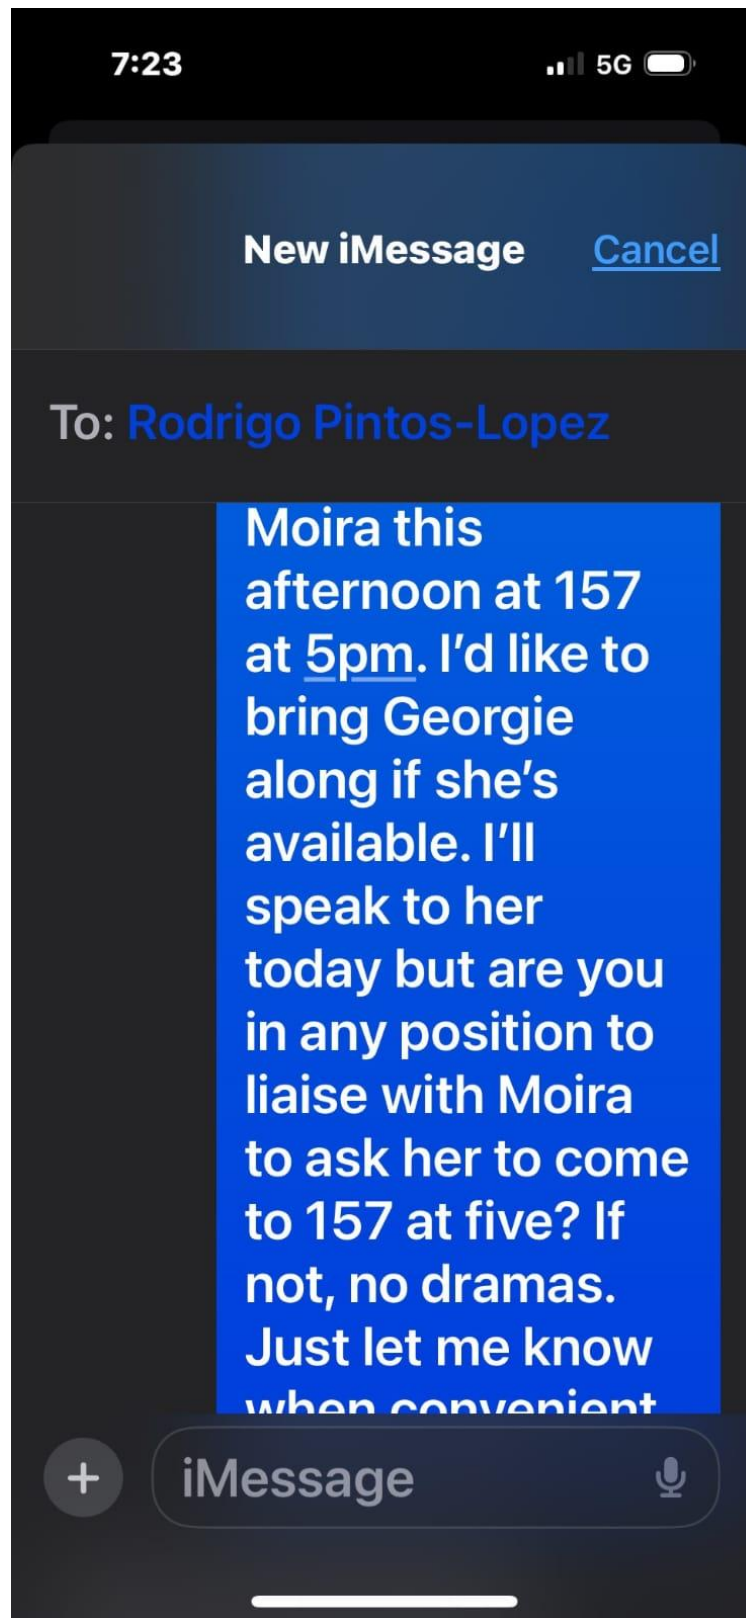 7:23
5G
New iMessage
Cancel
To: Rodrigo Pintos-Lopez
Moira this
afternoon at 157
at 5pm. I’d like to
bring Georgie
along if she’s
available. I’ll
speak to her
today but are you
in any position to
liaise with Moira
to ask her to come
to 157 at five? If
not, no dramas.
Just let me know
when convenient
iMessage